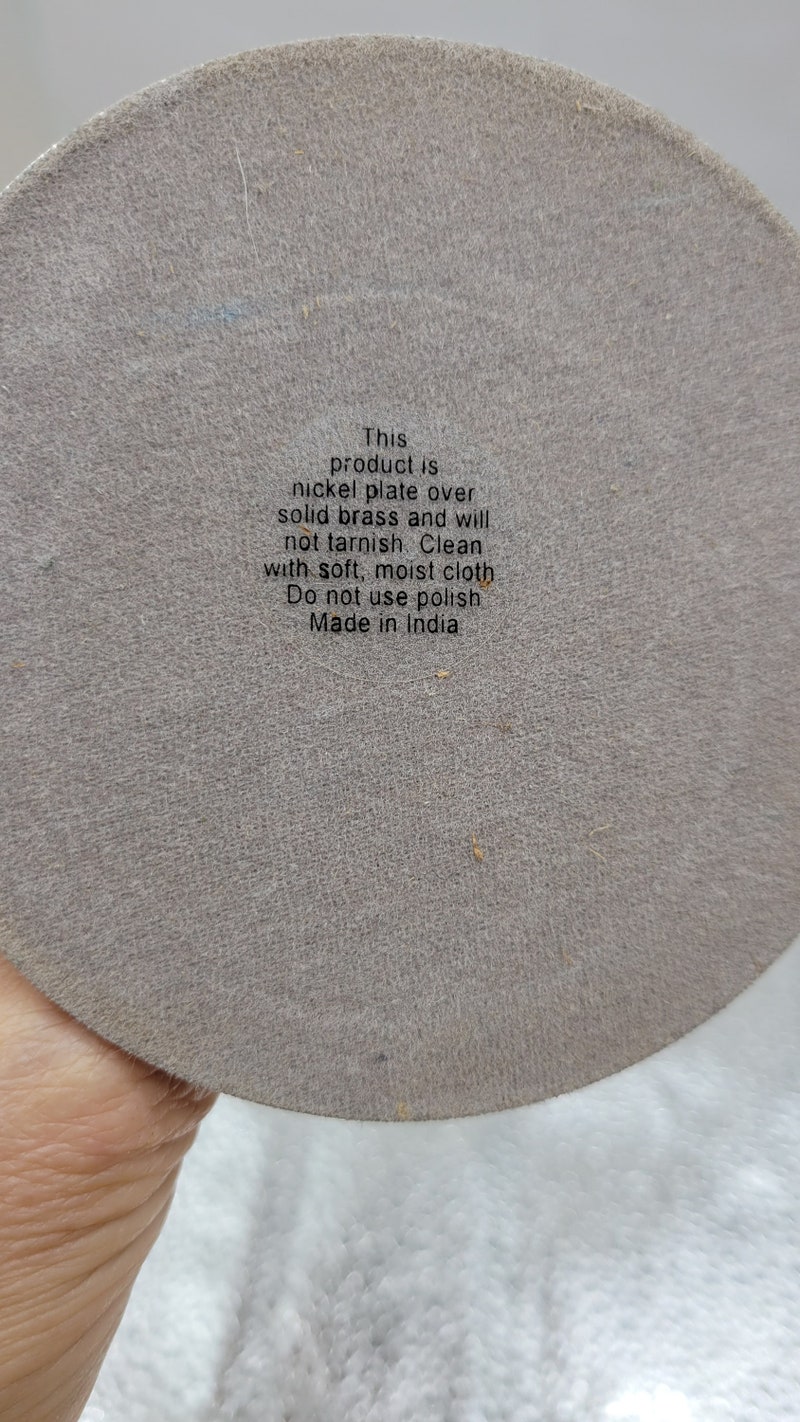 This
product is
nickel plate over
solid brass and will
not tarnish. Clean
with soft, moist cloth
Do not use polish
Made in India